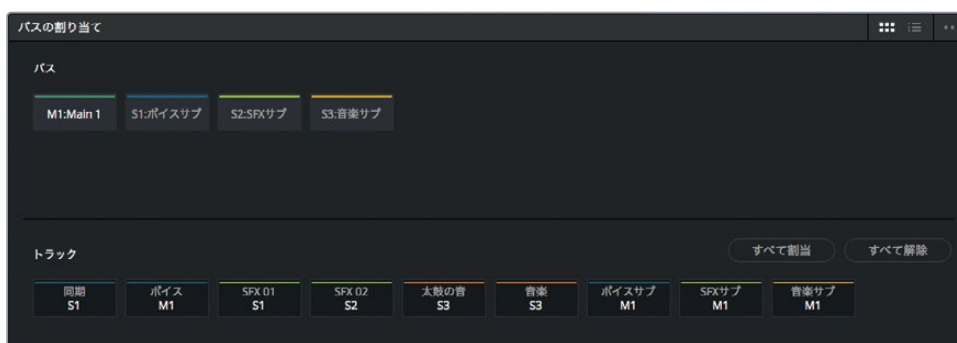 バスの割り当て
バス
M1:Main 1 S1:ボイスサブ S2:SFXサブ S3:音楽サブ
トラック すべて割当 すべて解除
同期 ボイス SFX 01 SFX 02 太鼓の音 音楽 ボイスサブ SFXサブ 音楽サブ
S1 M1 S1 S2 S3 S3 M1 M1 M1